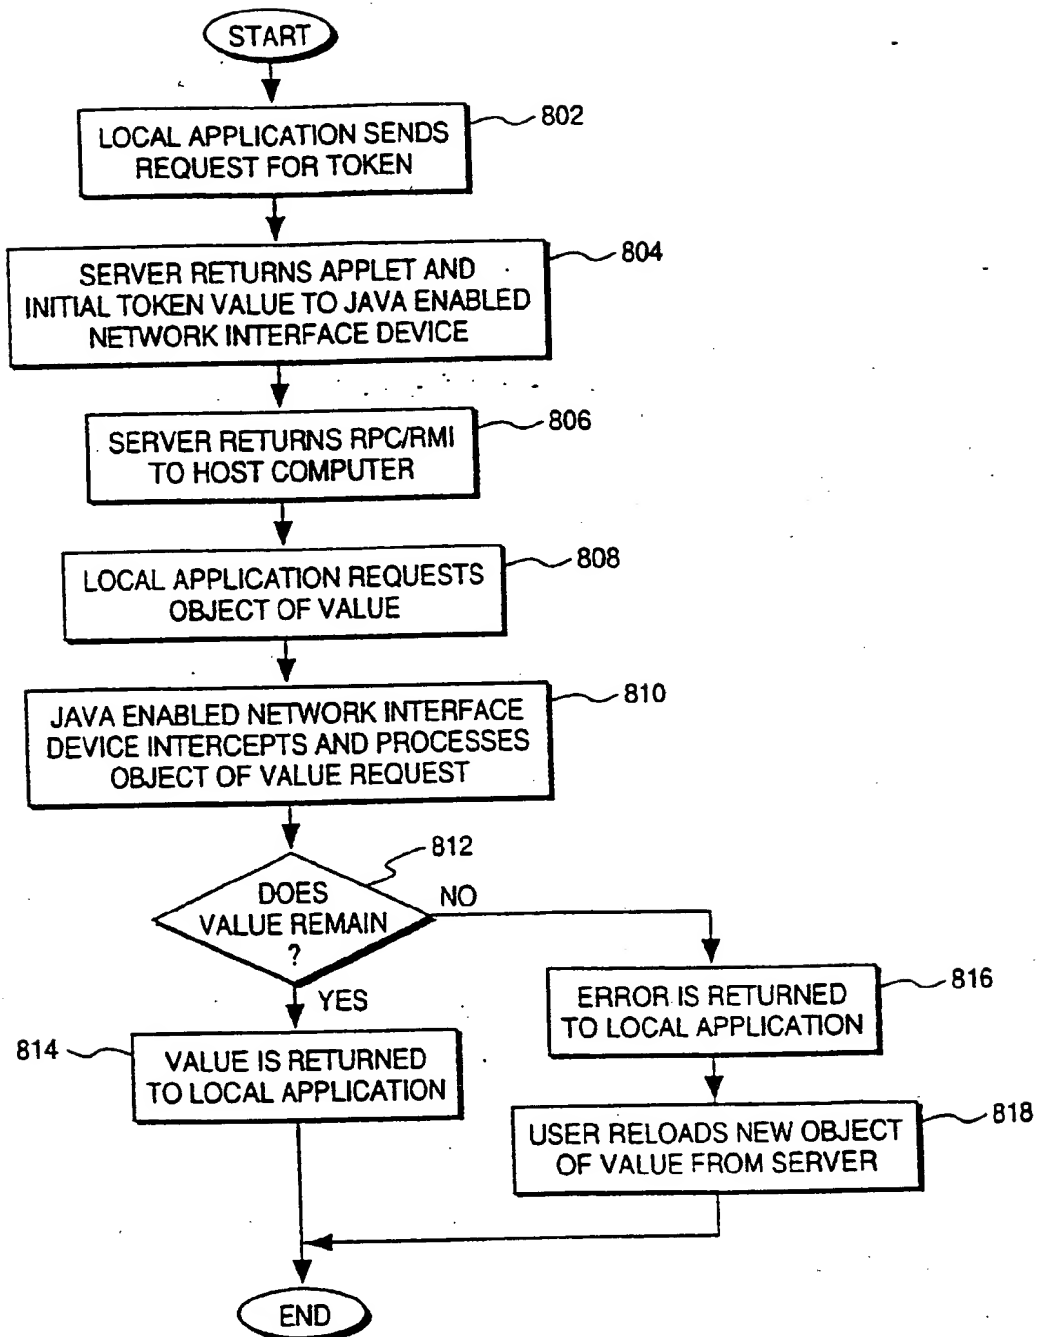 START
802
LOCAL APPLICATION SENDS
REQUEST FOR TOKEN
804
SERVER RETURNS APPLET AND
INITIAL TOKEN VALUE TO JAVA ENABLED
NETWORK INTERFACE DEVICE
806
SERVER RETURNS RPC/RMI
TO HOST COMPUTER
808
LOCAL APPLICATION REQUESTS
OBJECT OF VALUE
810
JAVA ENABLED NETWORK INTERFACE
DEVICE INTERCEPTS AND PROCESSES
OBJECT OF VALUE REQUEST
812
DOES
VALUE REMAIN
?
NO
YES
814
VALUE IS RETURNED
TO LOCAL APPLICATION
816
ERROR IS RETURNED
TO LOCAL APPLICATION
818
USER RELOADS NEW OBJECT
OF VALUE FROM SERVER
END